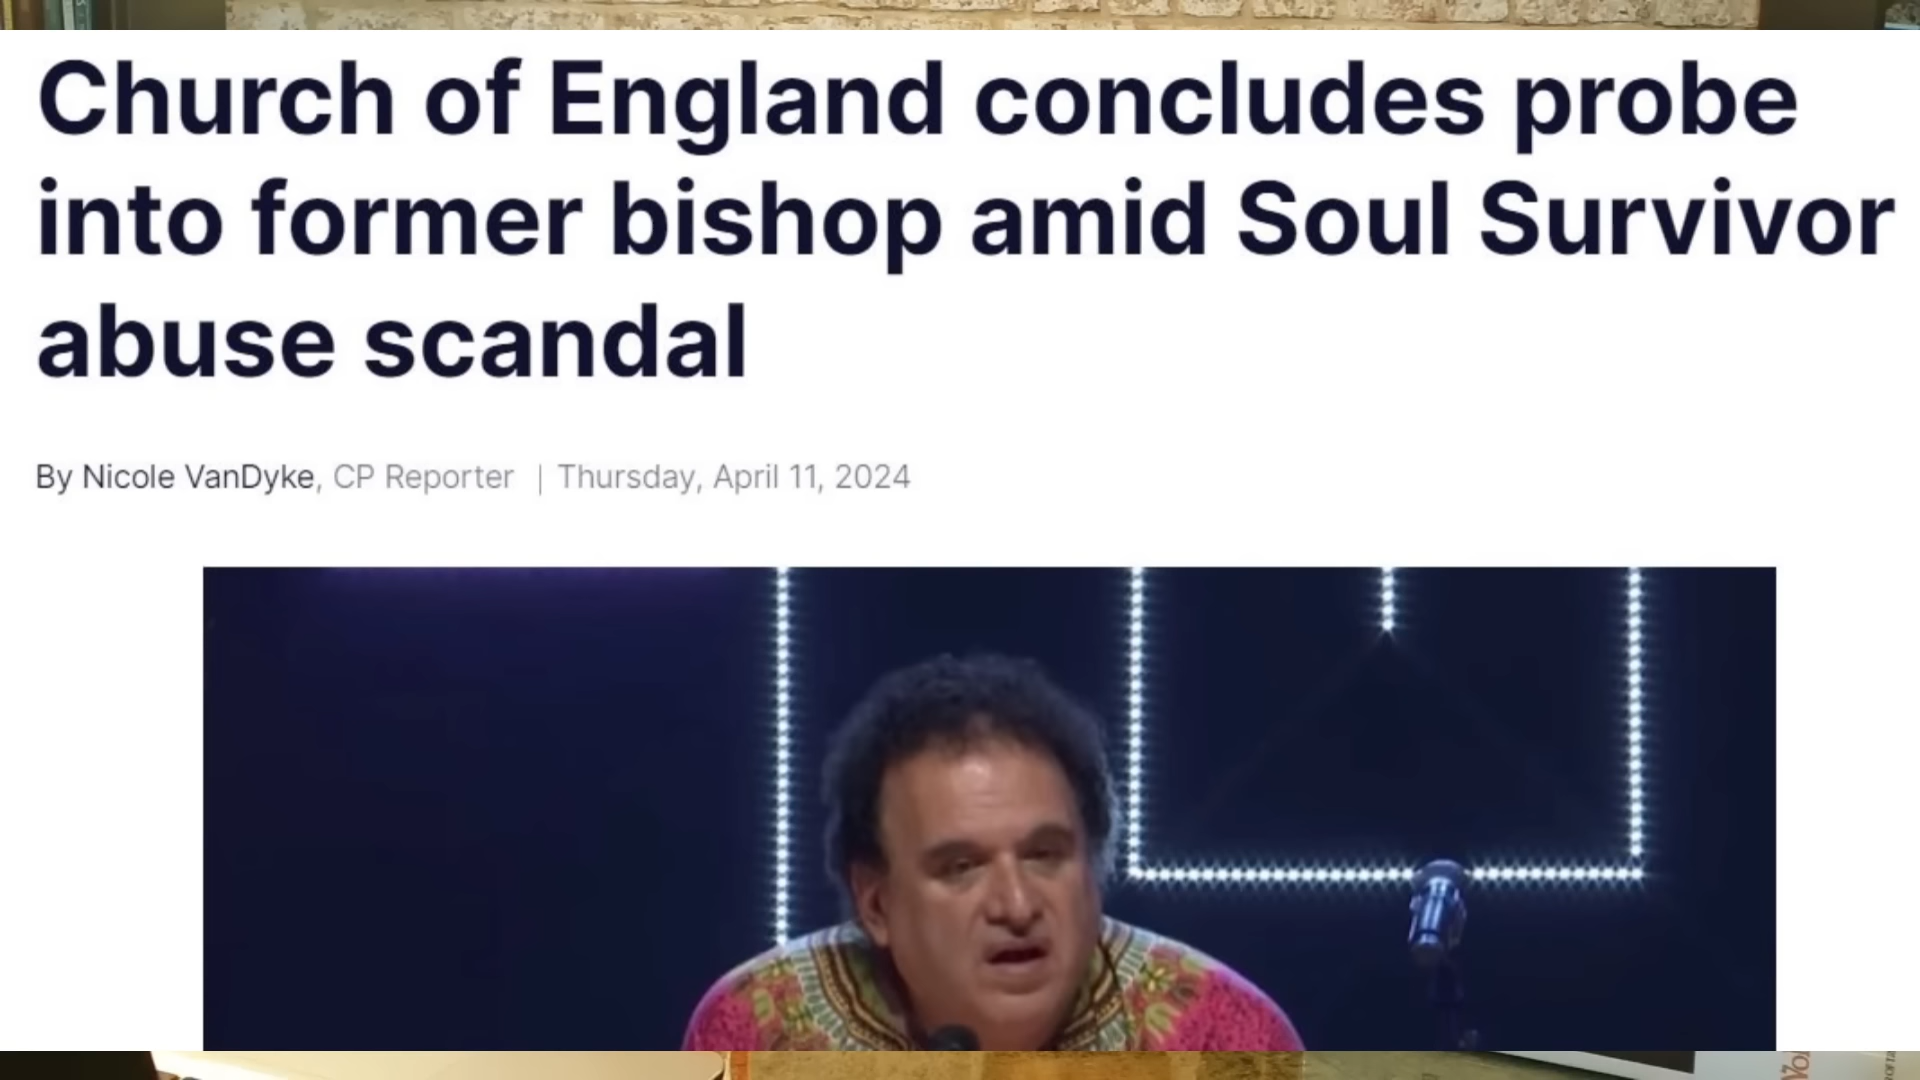 Church of England concludes probe
into former bishop amid Soul Survivor
abuse scandal
By Nicole VanDyke, CP Reporter | Thursday, April 11, 2024